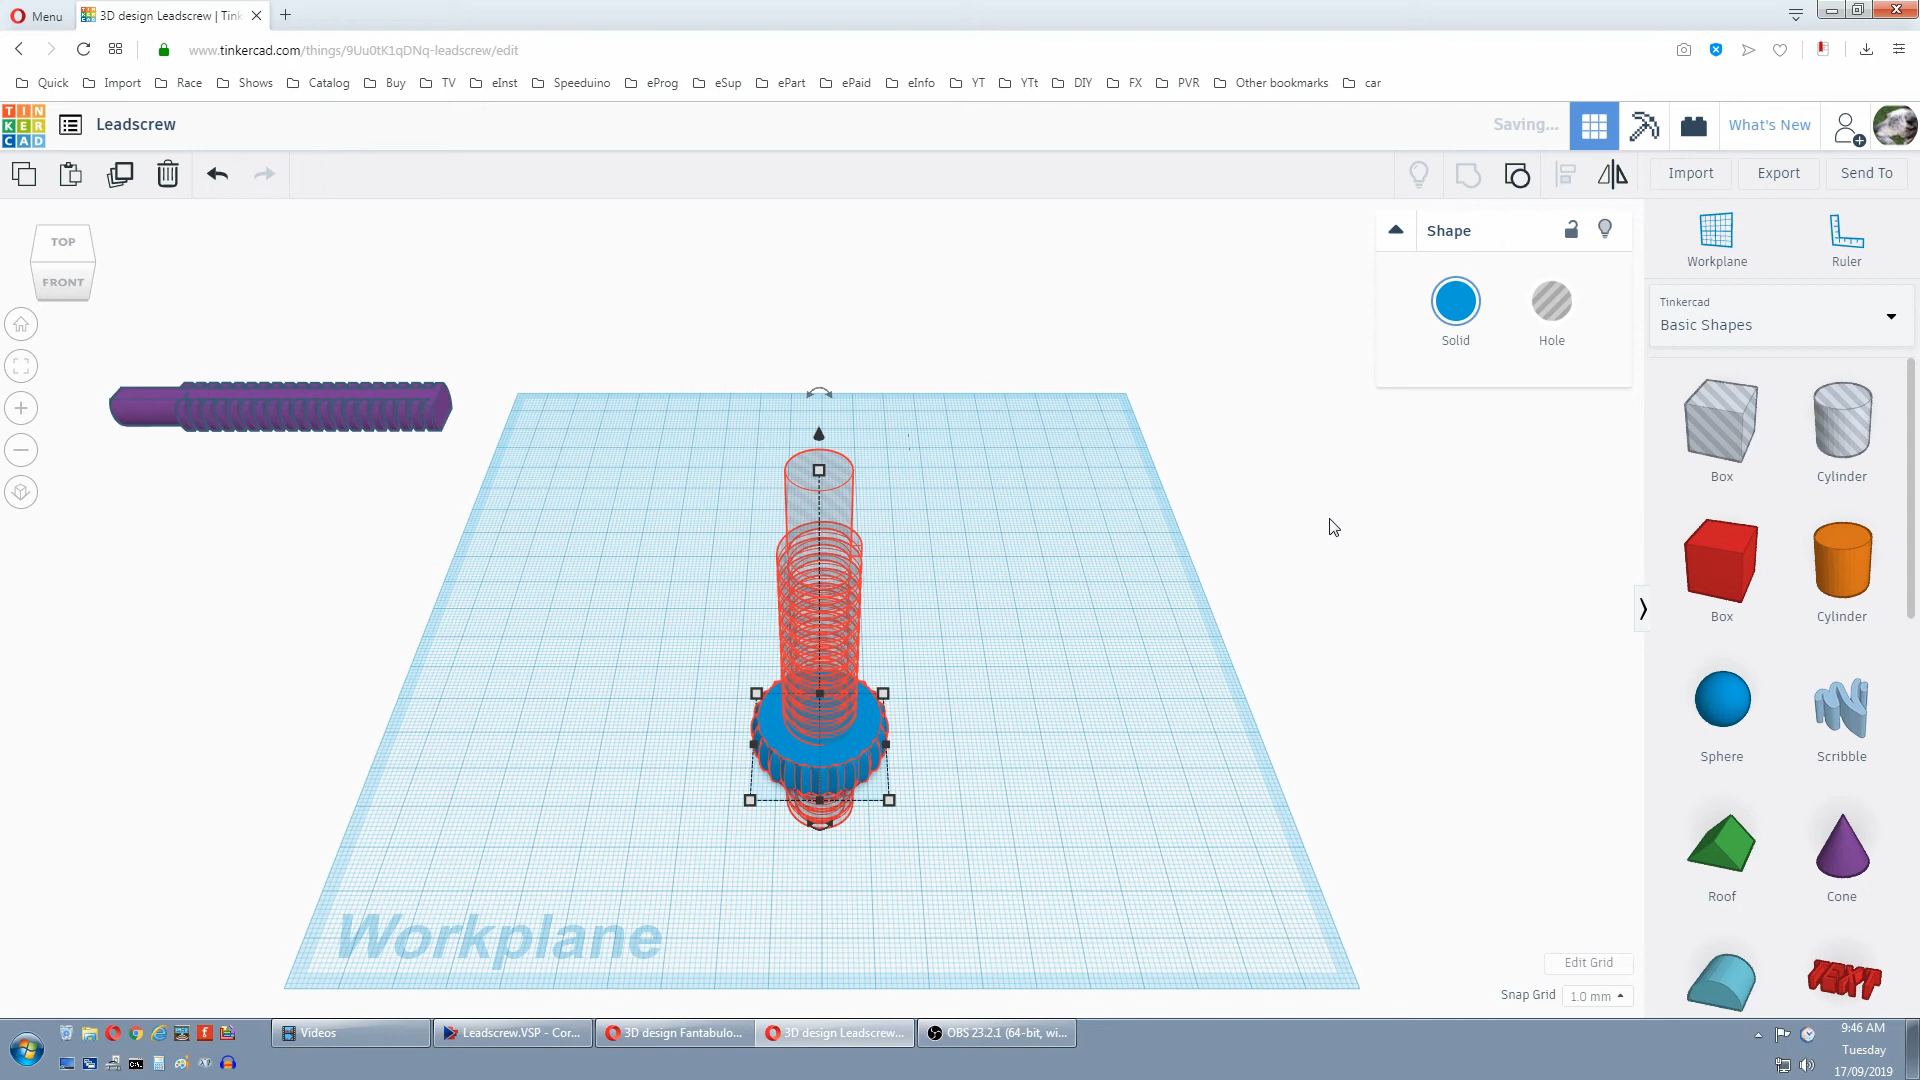 Menu
3D design Leadscrew | Tink
www.tinkercad.com/things/9Uu0tK1qDNq-leadscrew/edit
Quick Import Race Shows Catalog Buy TV eInst Speeduino eProg eSup ePart ePaid eInfo YT YTt DIY FX PVR Other bookmarks car
TIN
KER
CAD
Leadscrew
Saving...
What's New
Import Export Send To
TOP
FRONT
Shape
Solid Hole
Workplane Ruler
Tinkercad
Basic Shapes
Box Cylinder
Box Cylinder
Sphere Scribble
Roof Cone
TEXT
Workplane
Edit Grid
Snap Grid 1.0 mm
Videos
Leadscrew.VSP - Cor...
3D design Fantabulo...
3D design Leadscrew...
OBS 23.2.1 (64-bit, wi...
9:46 AM
Tuesday
17/09/2019